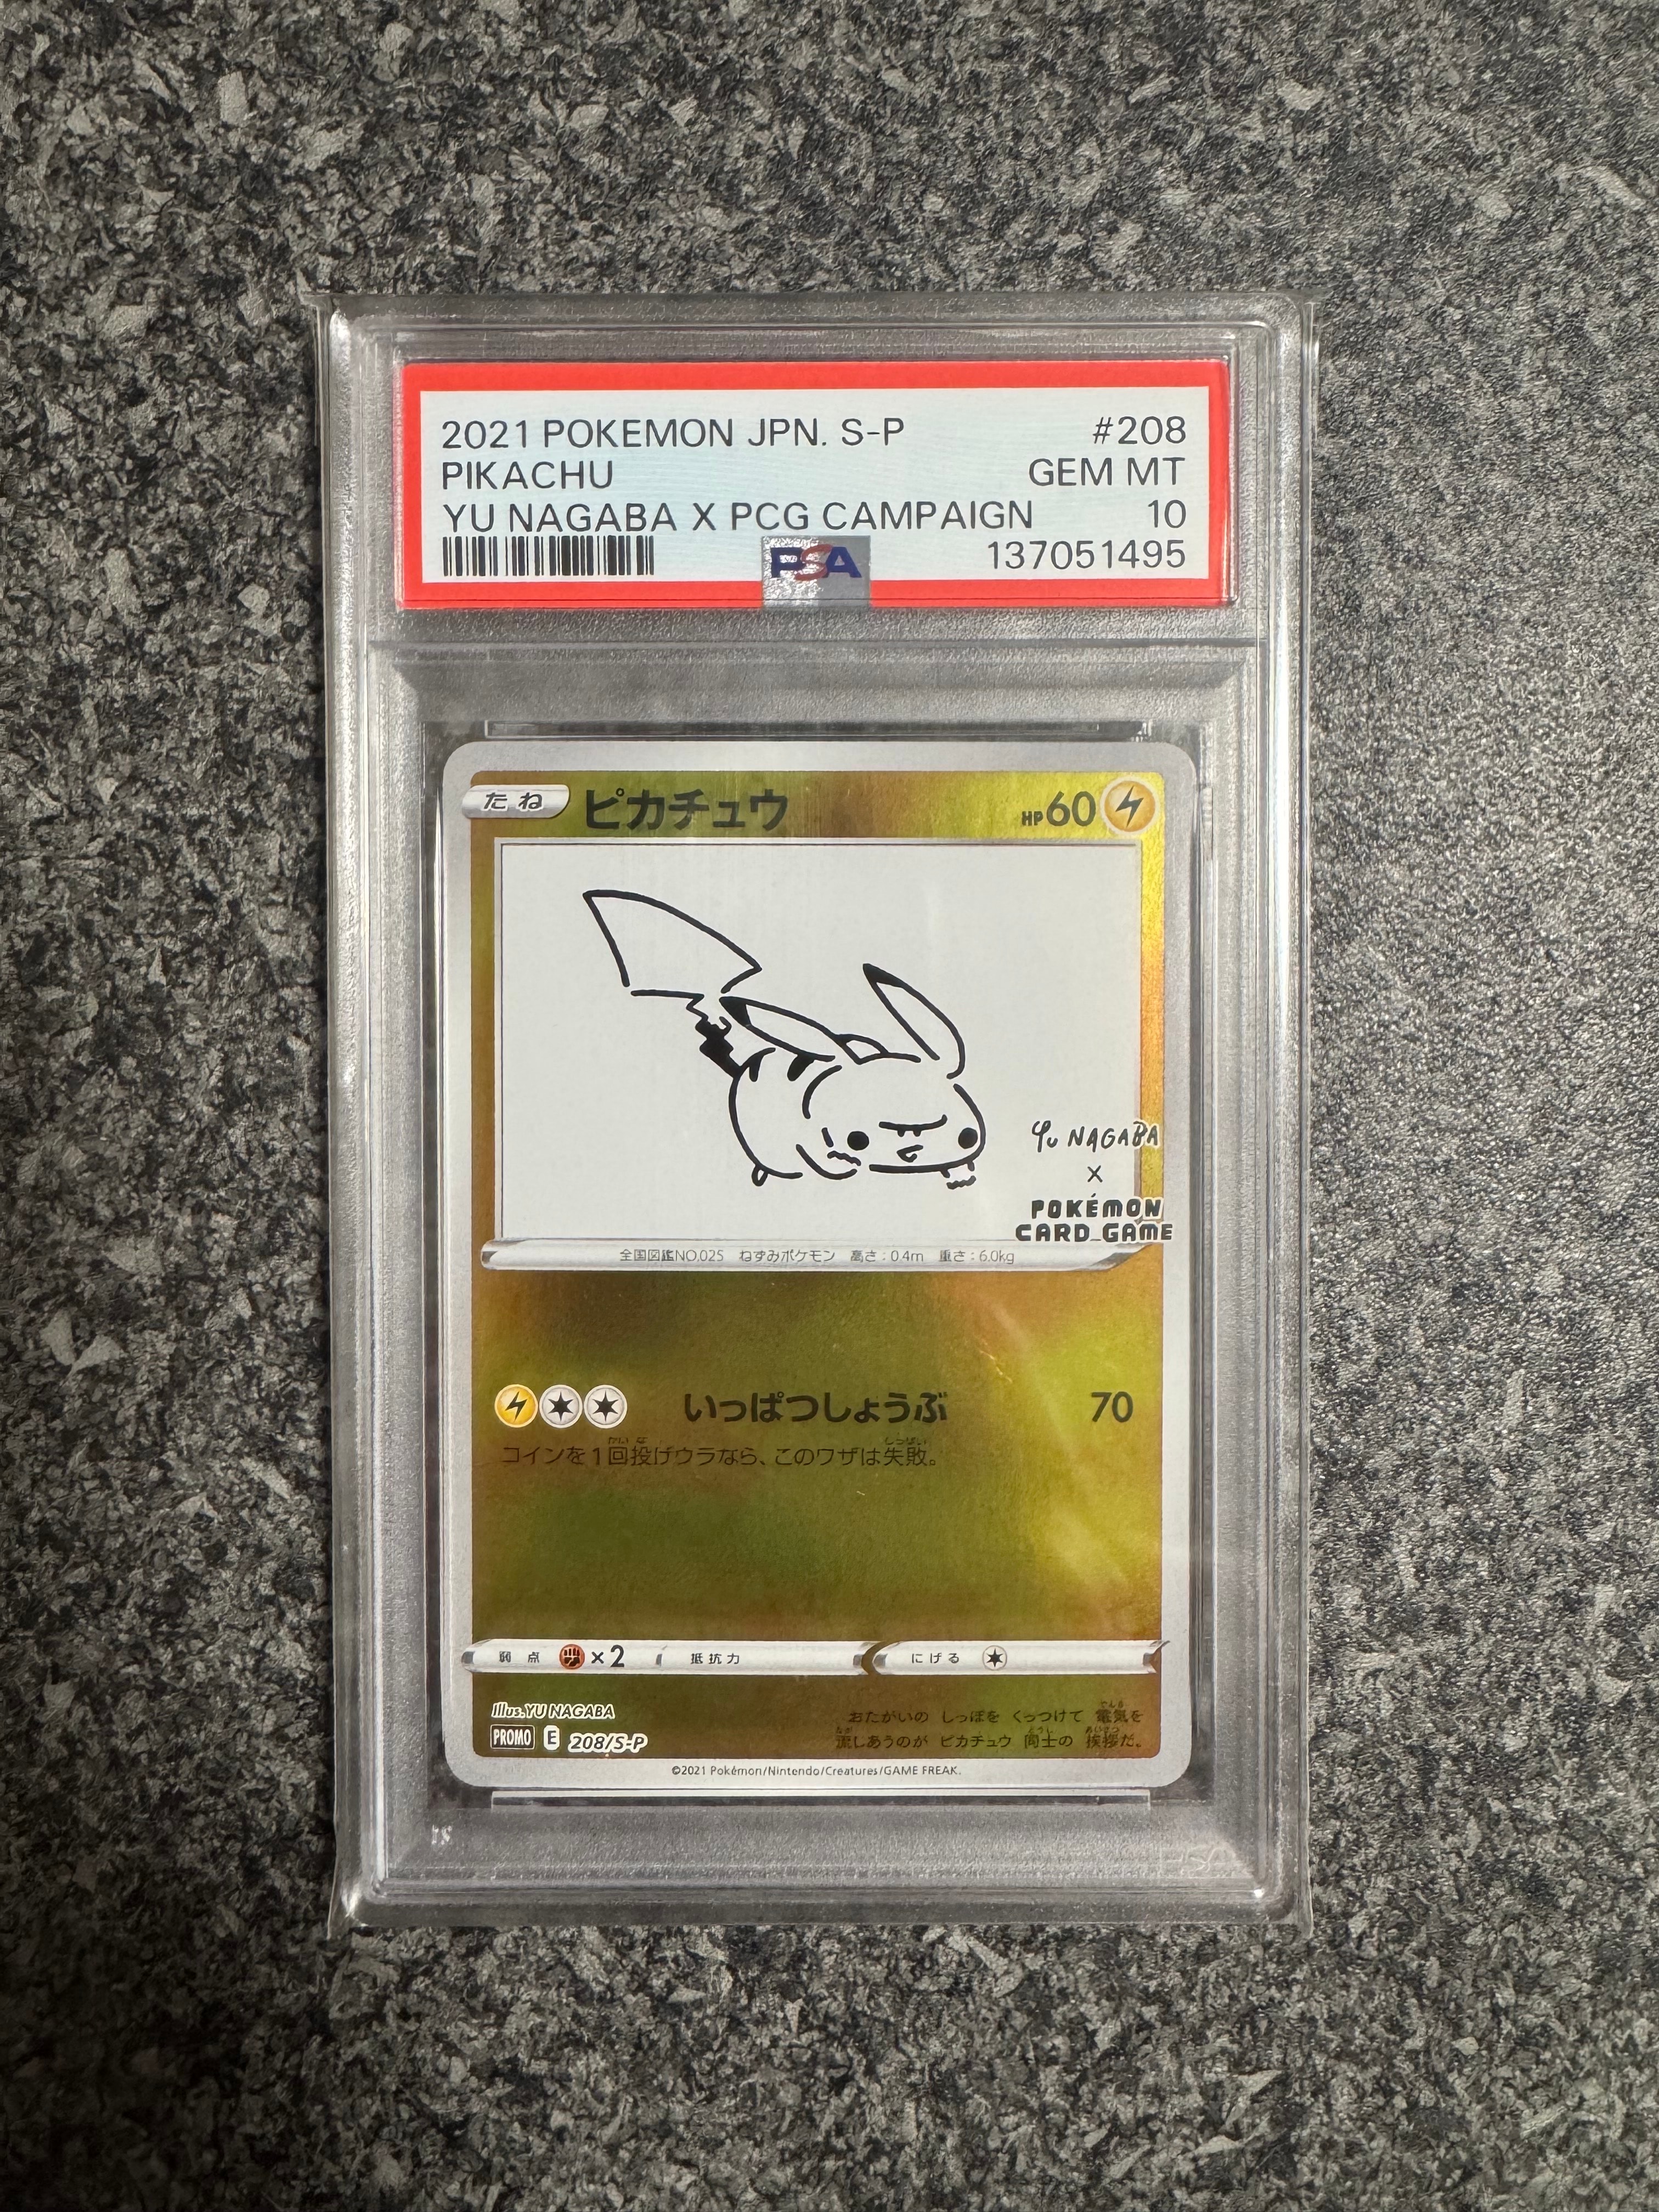 2021 POKEMON JPN. S-P #208
PIKACHU GEM MT
YU NAGABA X PCG CAMPAIGN 10
PSA 137051495
たね ピカチュウ HP60
Yu NAGABA
X
POKÉMON
CARD GAME
全国図鑑NO.025 ねずみポケモン 高さ:0.4m 重さ:6.0kg
いっぱつしょうぶ 70
コインを1回投げウラなら、このワザは失敗。
弱点 ×2 抵抗力 にげる
Illus.YU NAGABA
PROMO E 208/S-P
おたがいの しっぽを くっつけて 電気を
流しあうのが ピカチュウ 同士の 挨拶だ。
©2021 Pokémon/Nintendo/Creatures/GAME FREAK.